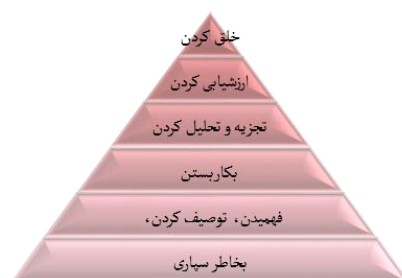 خلق کردن
ارزشیابی کردن
تجزیه و تحلیل کردن
بکاربستن
فهمیدن، توصیف کردن،
بخاطر سپاری